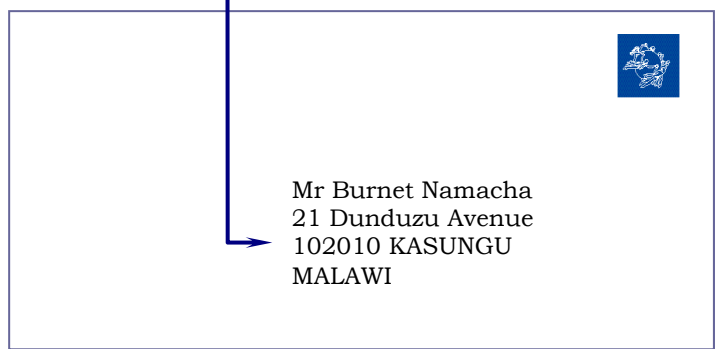 Mr Burnet Namacha
21 Dunduzu Avenue
102010 KASUNGU
MALAWI